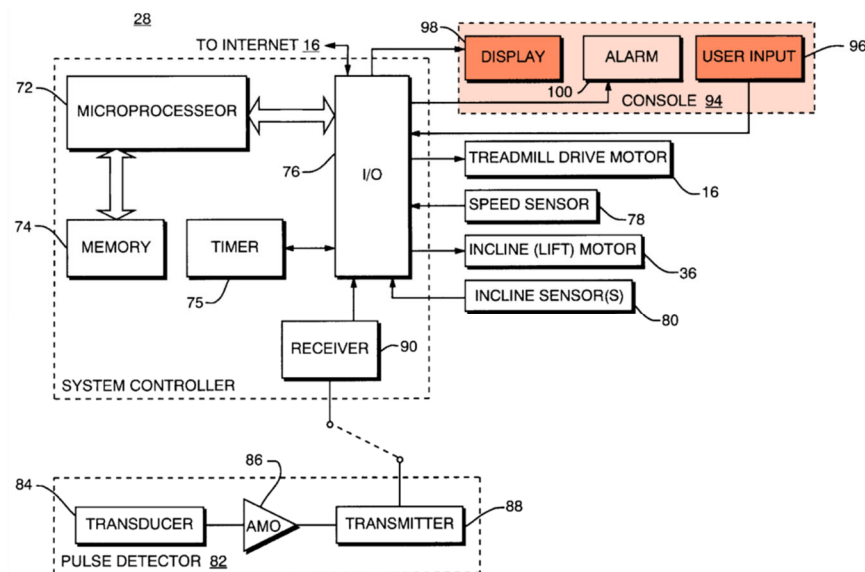 28
TO INTERNET 16
98
DISPLAY
ALARM
USER INPUT
96
100
CONSOLE 94
72
MICROPROCESSEOR
76
I/O
TREADMILL DRIVE MOTOR
16
SPEED SENSOR
78
74
MEMORY
TIMER
75
INCLINE (LIFT) MOTOR
36
INCLINE SENSOR(S)
80
RECEIVER
90
SYSTEM CONTROLLER
84
TRANSDUCER
86
AMO
TRANSMITTER
88
PULSE DETECTOR 82